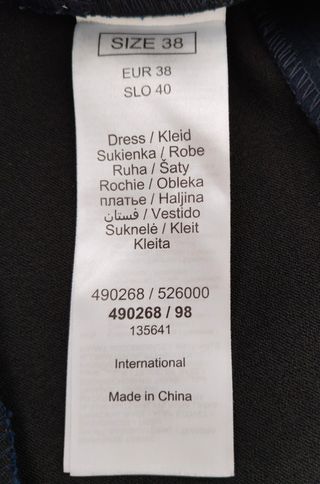 SIZE 38
EUR 38
SLO 40
Dress / Kleid
Sukienka / Robe
Ruha / Šaty
Rochie / Obleka
платье / Haljina
فستان / Vestido
Suknelė / Kleit
Kleita
490268 / 526000
490268 / 98
135641
International
Made in China